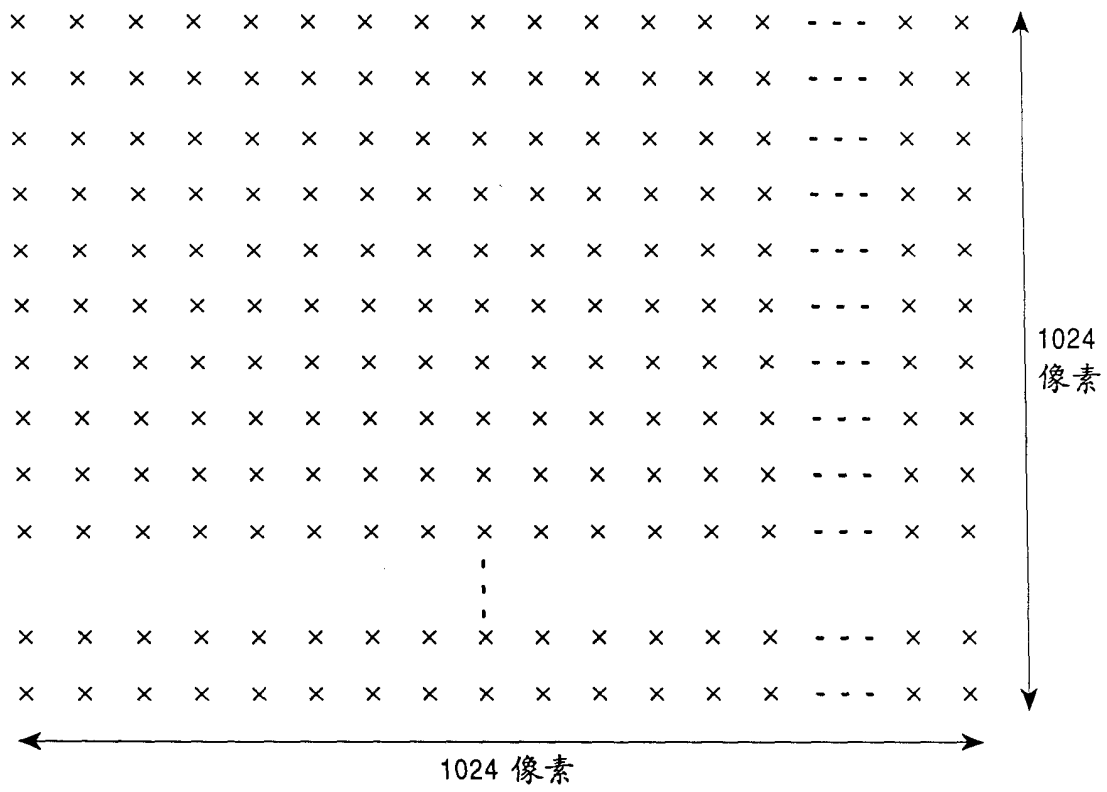 × × × × × × × × × × × × × × - - - × ×
× × × × × × × × × × × × × × - - - × ×
× × × × × × × × × × × × × × - - - × ×
× × × × × × × × × × × × × × - - - × ×
× × × × × × × × × × × × × × - - - × ×
× × × × × × × × × × × × × × - - - × ×
× × × × × × × × × × × × × × - - - × ×
× × × × × × × × × × × × × × - - - × ×
× × × × × × × × × × × × × × - - - × ×
× × × × × × × × × × × × × × - - - × ×
× × × × × × × × × × × × × × - - - × ×
× × × × × × × × × × × × × × - - - × ×
1024
像素
1024 像素